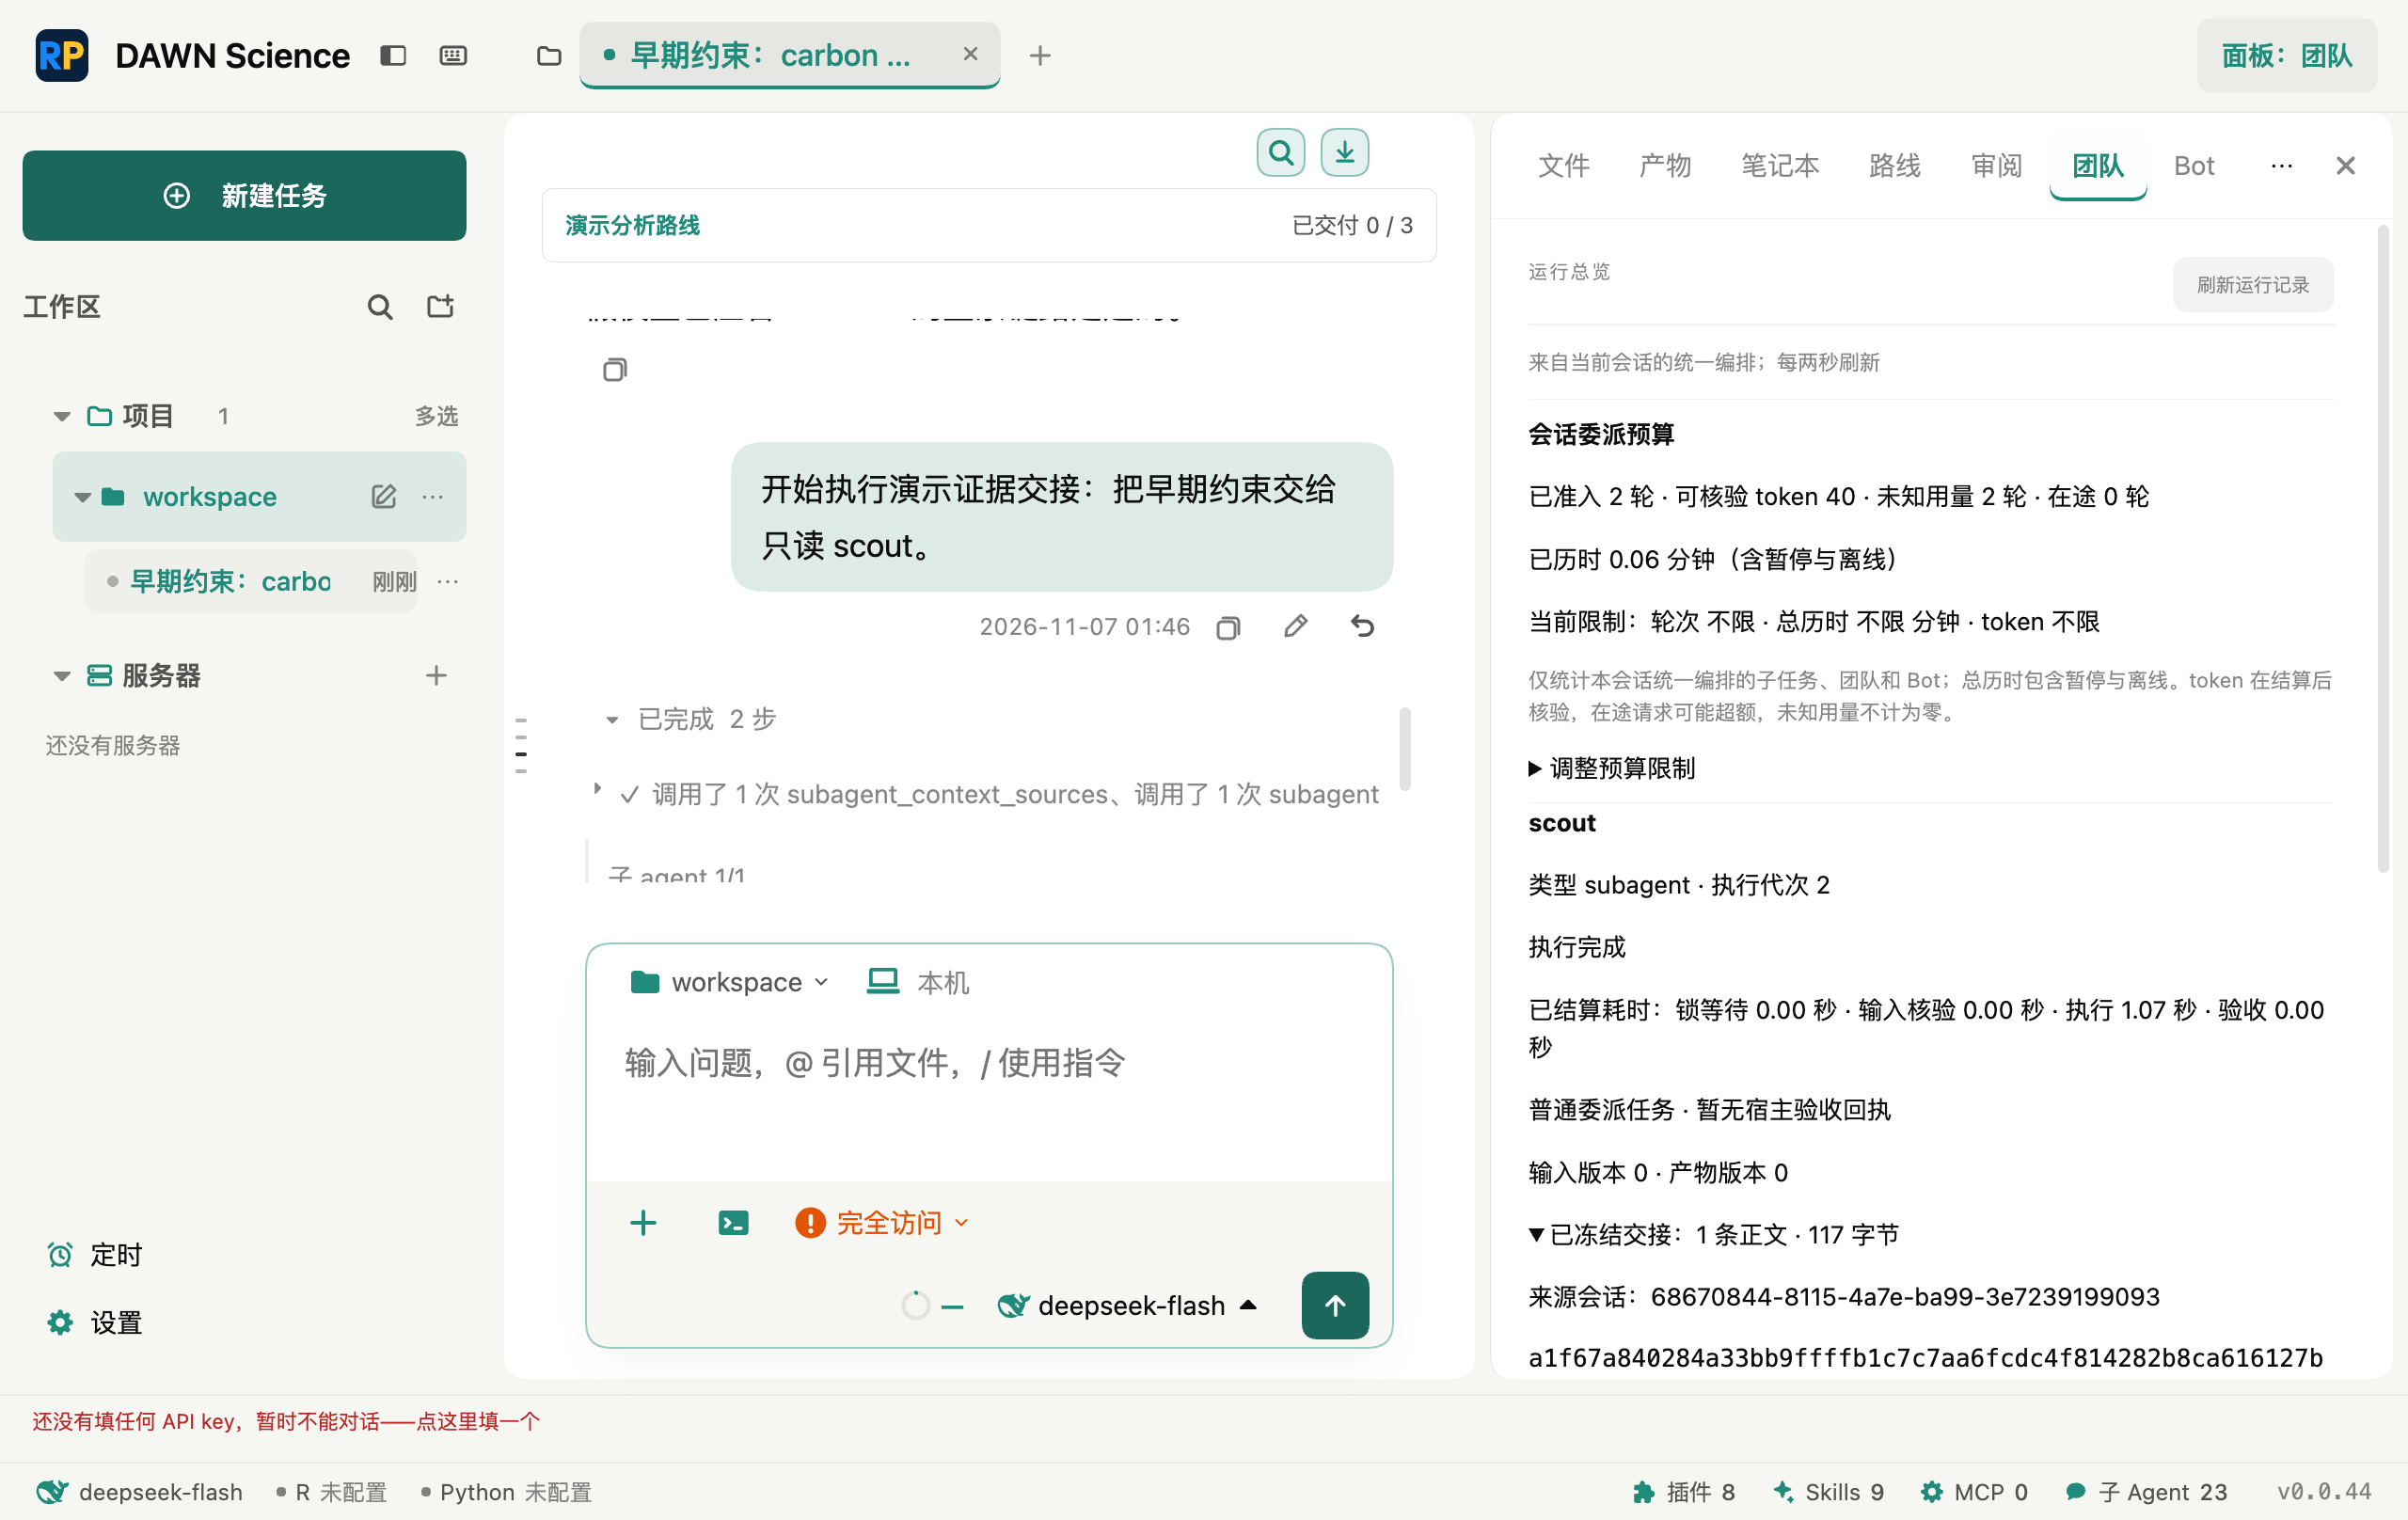 RP DAWN Science
早期约束：carbon ...
面板：团队
新建任务
工作区
项目 1 多选
workspace
早期约束：carbo 刚刚
服务器
还没有服务器
定时
设置
演示分析路线 已交付 0 / 3
开始执行演示证据交接：把早期约束交给
只读 scout。
2026-11-07 01:46
已完成 2 步
调用了 1 次 subagent_context_sources、调用了 1 次 subagent
子 agent 1/1
workspace 本机
输入问题，@ 引用文件，/ 使用指令
完全访问
deepseek-flash
文件 产物 笔记本 路线 审阅 团队 Bot
运行总览
刷新运行记录
来自当前会话的统一编排；每两秒刷新
会话委派预算
已准入 2 轮 · 可核验 token 40 · 未知用量 2 轮 · 在途 0 轮
已历时 0.06 分钟（含暂停与离线）
当前限制：轮次 不限 · 总历时 不限 分钟 · token 不限
仅统计本会话统一编排的子任务、团队和 Bot；总历时包含暂停与离线。token 在结算后
核验，在途请求可能超额，未知用量不计为零。
调整预算限制
scout
类型 subagent · 执行代次 2
执行完成
已结算耗时：锁等待 0.00 秒 · 输入核验 0.00 秒 · 执行 1.07 秒 · 验收 0.00
秒
普通委派任务 · 暂无宿主验收回执
输入版本 0 · 产物版本 0
已冻结交接：1 条正文 · 117 字节
来源会话：68670844-8115-4a7e-ba99-3e7239199093
a1f67a840284a33bb9ffffb1c7c7aa6fcdc4f814282b8ca616127b
还没有填任何 API key，暂时不能对话——点这里填一个
deepseek-flash R 未配置 Python 未配置
插件 8 Skills 9 MCP 0 子 Agent 23 v0.0.44